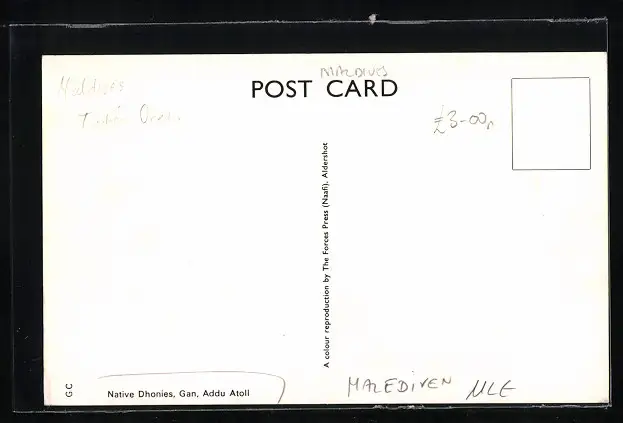 MALDIVES
Maldives
POST CARD
£3-00
A colour reproduction by The Forces Press (Naafi). Aldershot
MALEDIVEN MLE
GC
Native Dhonies, Gan, Addu Atoll